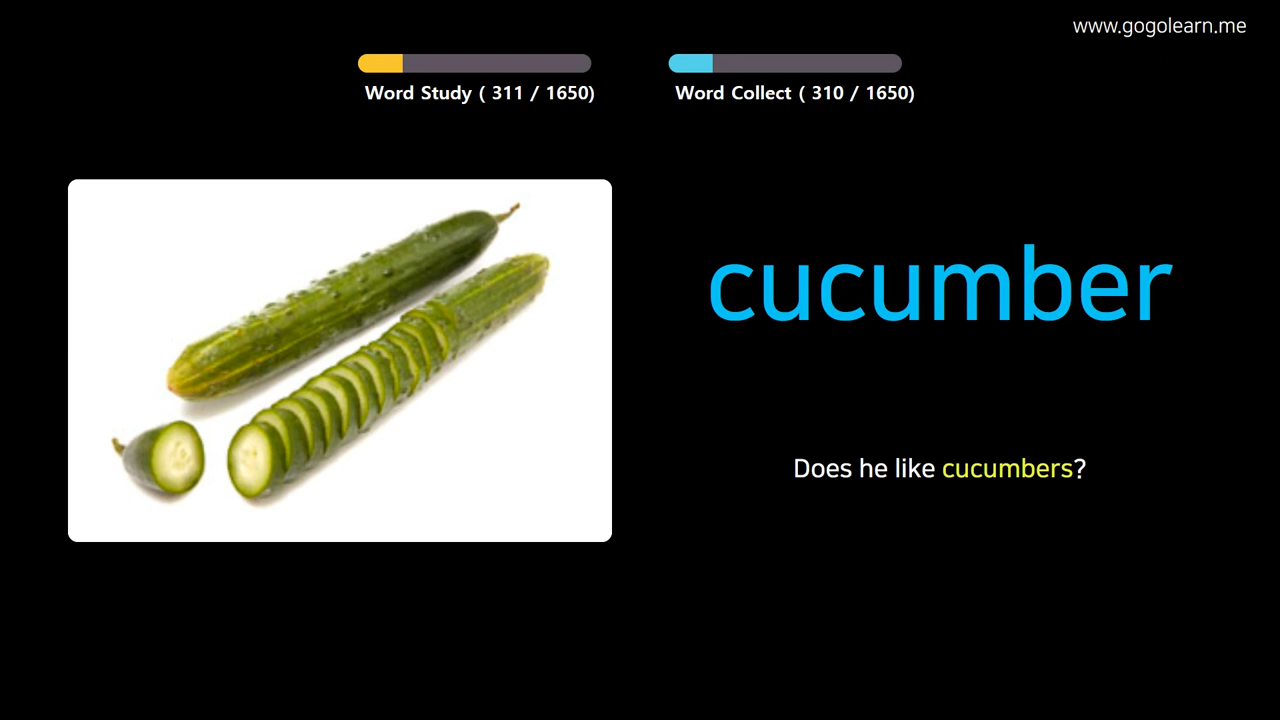 www.gogolearn.me
Word Study ( 311 / 1650)
Word Collect ( 310 / 1650)
cucumber
Does he like cucumbers?